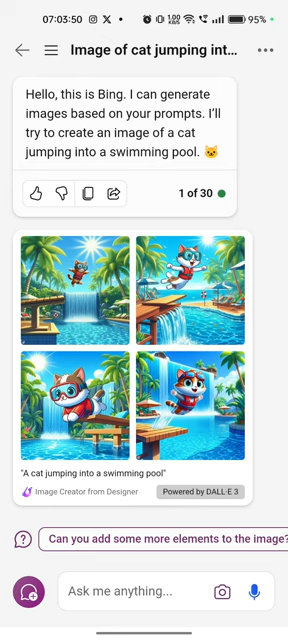 07:03:50
1.00
KB/S
95%
Image of cat jumping int...
Hello, this is Bing. I can generate
images based on your prompts. I'll
try to create an image of a cat
jumping into a swimming pool. 🐱
1 of 30
"A cat jumping into a swimming pool"
Image Creator from Designer
Powered by DALL·E 3
Can you add some more elements to the image?
Ask me anything...